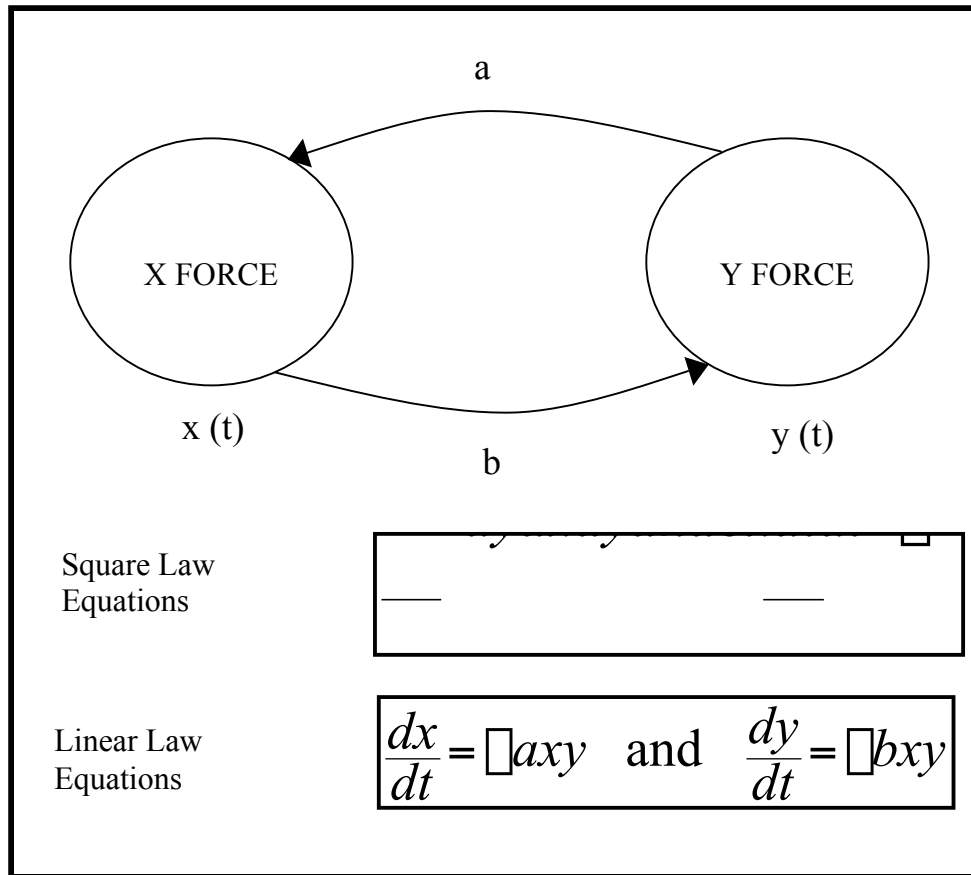 a
X FORCE
Y FORCE
x (t)
y (t)
b
Square Law
Equations
Linear Law
Equations
dx/dt = □axy and dy/dt = □bxy